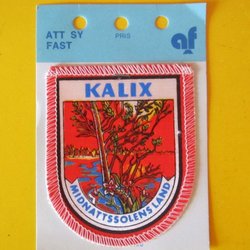 ATT SY
FAST
PRIS
af
KALIX
MIDNATTSSOLENS LAND